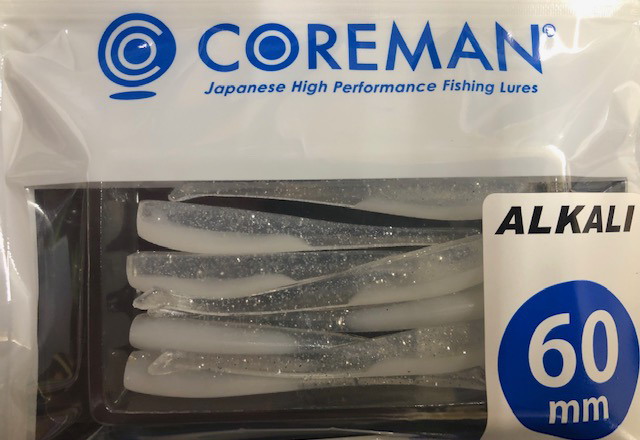 COREMAN®
Japanese High Performance Fishing Lures
ALKALI
60
mm